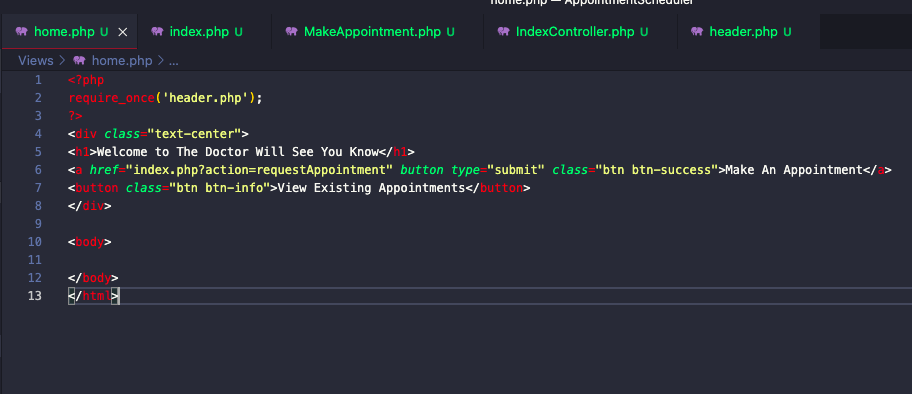 home.php — AppointmentScheduler
home.php U × index.php U MakeAppointment.php U IndexController.php U header.php U
Views > home.php > ...
1 <?php
2 require_once('header.php');
3 ?>
4 <div class="text-center">
5 <h1>Welcome to The Doctor Will See You Know</h1>
6 <a href="index.php?action=requestAppointment" button type="submit" class="btn btn-success">Make An Appointment</a>
7 <button class="btn btn-info">View Existing Appointments</button>
8 </div>
9
10 <body>
11
12 </body>
13 </html>